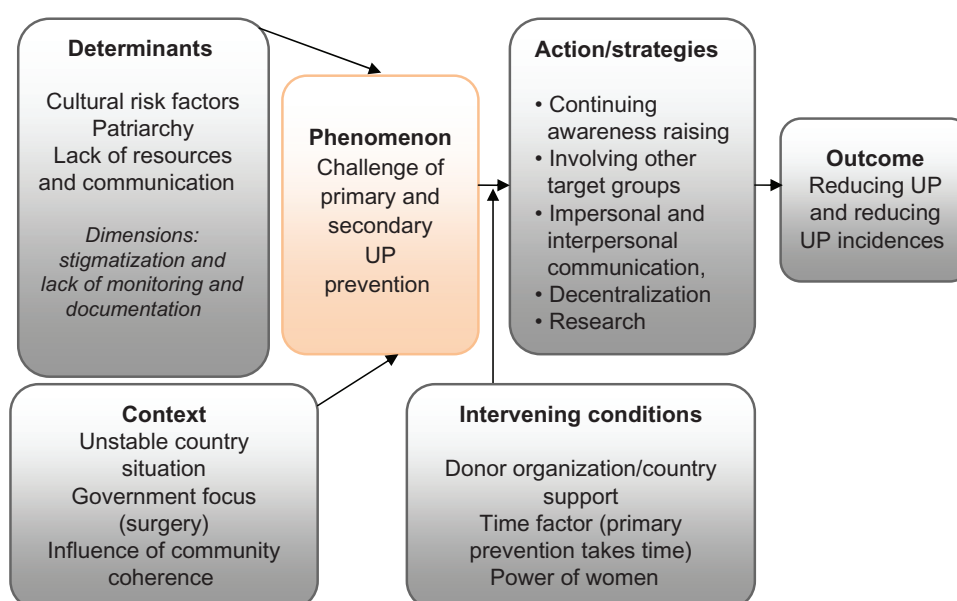 Determinants
Cultural risk factors
Patriarchy
Lack of resources
and communication
Dimensions:
stigmatization and
lack of monitoring and
documentation
Phenomenon
Challenge of
primary and
secondary
UP
prevention
Action/strategies
• Continuing
awareness raising
• Involving other
target groups
• Impersonal and
interpersonal
communication,
• Decentralization
• Research
Outcome
Reducing UP
and reducing
UP incidences
Context
Unstable country
situation
Government focus
(surgery)
Influence of community
coherence
Intervening conditions
Donor organization/country
support
Time factor (primary
prevention takes time)
Power of women